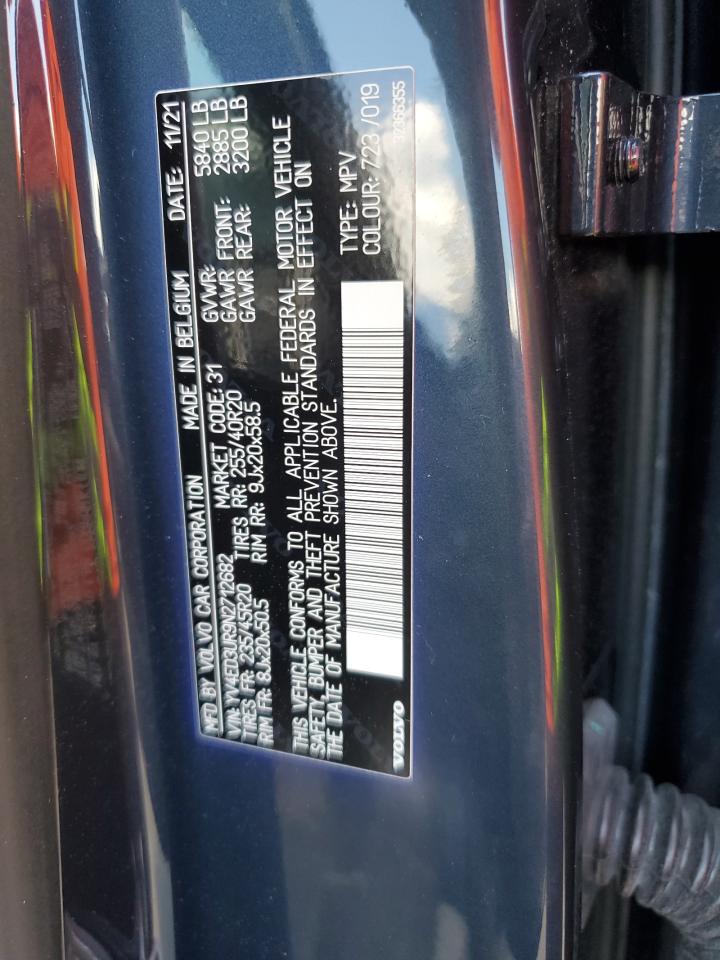 MFD BY VOLVO CAR CORPORATION MADE IN BELGIUM DATE: 11/21
VIN: YV4ED3UR9N2712682 MARKET CODE: 31 GVWR: 5840 LB
TIRES FR: 235/45R20 TIRES RR: 255/40R20 GAWR FRONT: 2885 LB
RIM FR: 8Jx20x50.5 RIM RR: 9Jx20x58.5 GAWR REAR: 3200 LB
THIS VEHICLE CONFORMS TO ALL APPLICABLE FEDERAL MOTOR VEHICLE
SAFETY, BUMPER AND THEFT PREVENTION STANDARDS IN EFFECT ON
THE DATE OF MANUFACTURE SHOWN ABOVE.
TYPE: MPV
COLOUR: 723 /019
VOLVO 32366355